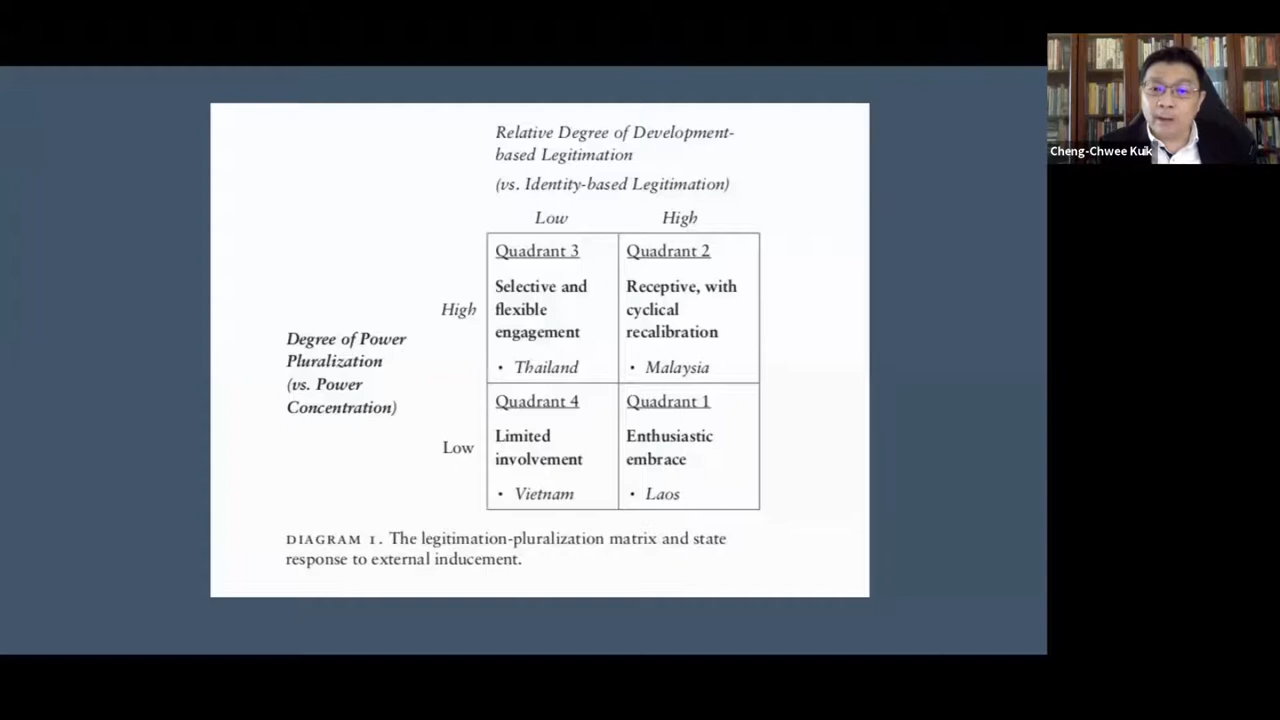 Relative Degree of Development-
based Legitimation
(vs. Identity-based Legitimation)
Low
High
Quadrant 3
Selective and
flexible
engagement
• Thailand
Quadrant 2
Receptive, with
cyclical
recalibration
• Malaysia
High
Degree of Power
Pluralization
(vs. Power
Concentration)
Low
Quadrant 4
Limited
involvement
• Vietnam
Quadrant 1
Enthusiastic
embrace
• Laos
DIAGRAM 1. The legitimation-pluralization matrix and state
response to external inducement.
Cheng-Chwee Kuik